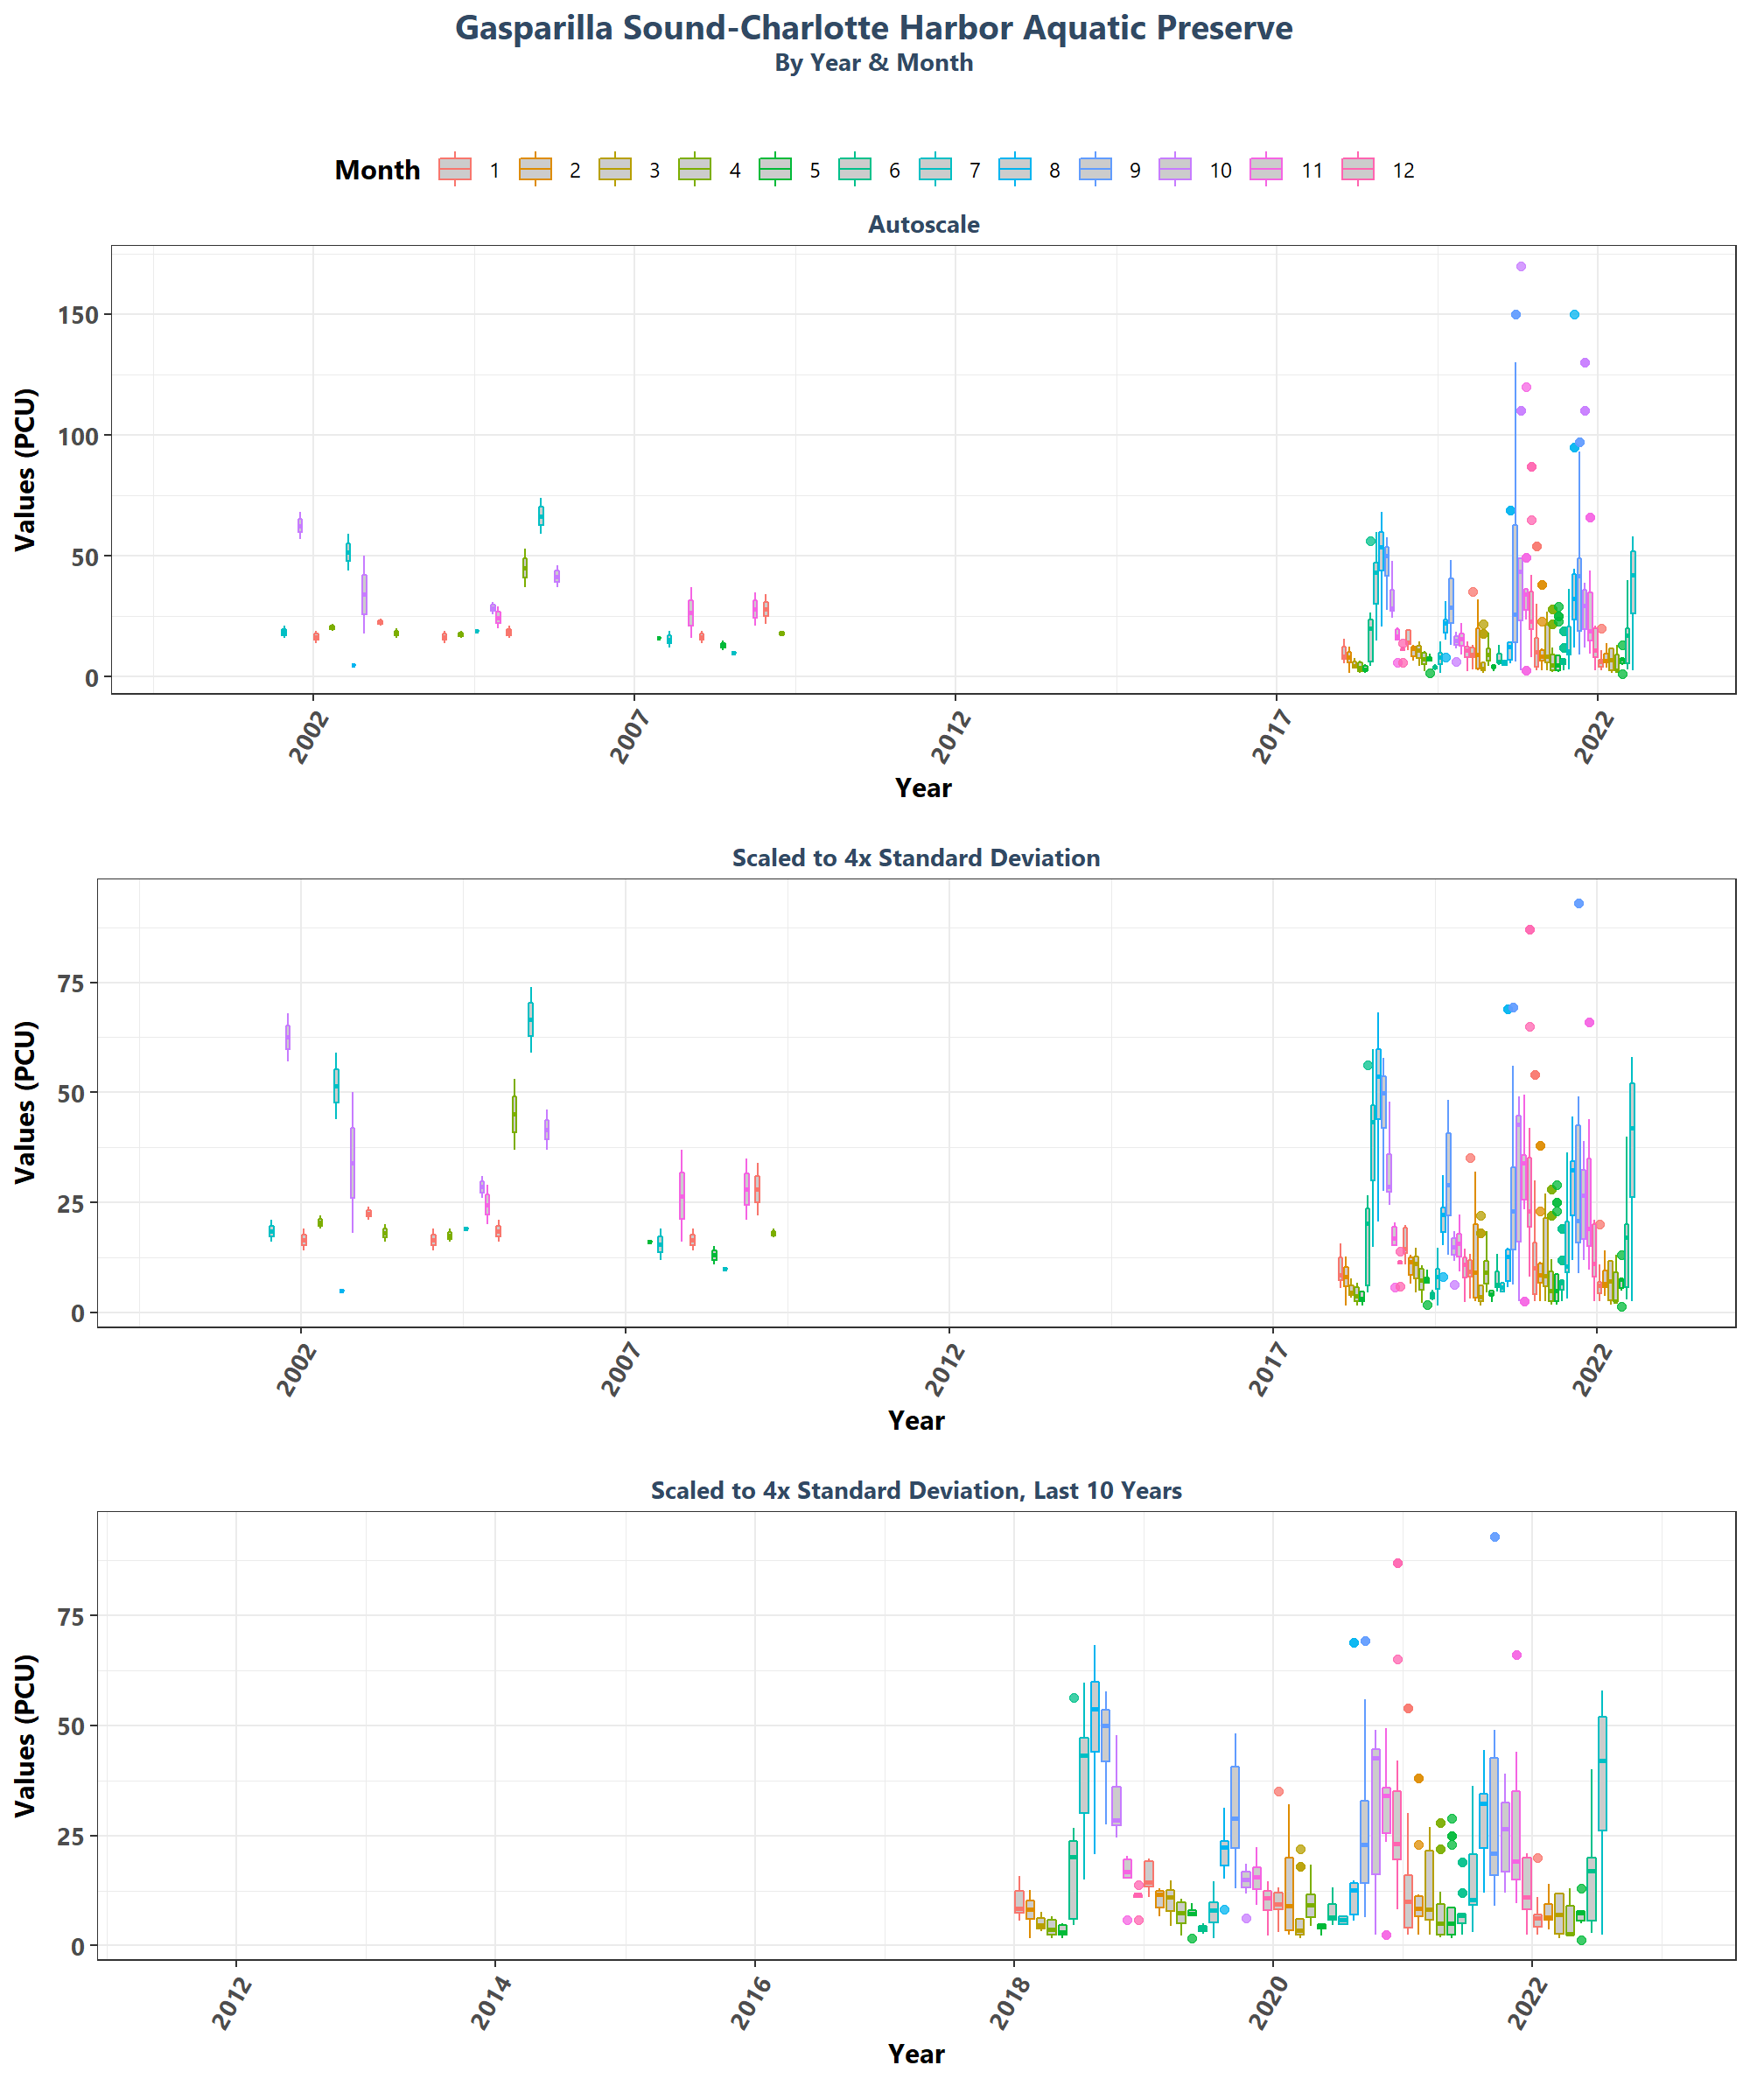 Gasparilla Sound-Charlotte Harbor Aquatic Preserve
By Year & Month
Month 1 2 3 4 5 6 7 8 9 10 11 12
Autoscale
Values (PCU)
150
100
50
0
2002 2007 2012 2017 2022
Year
Scaled to 4x Standard Deviation
Values (PCU)
75
50
25
0
2002 2007 2012 2017 2022
Year
Scaled to 4x Standard Deviation, Last 10 Years
Values (PCU)
75
50
25
0
2012 2014 2016 2018 2020 2022
Year